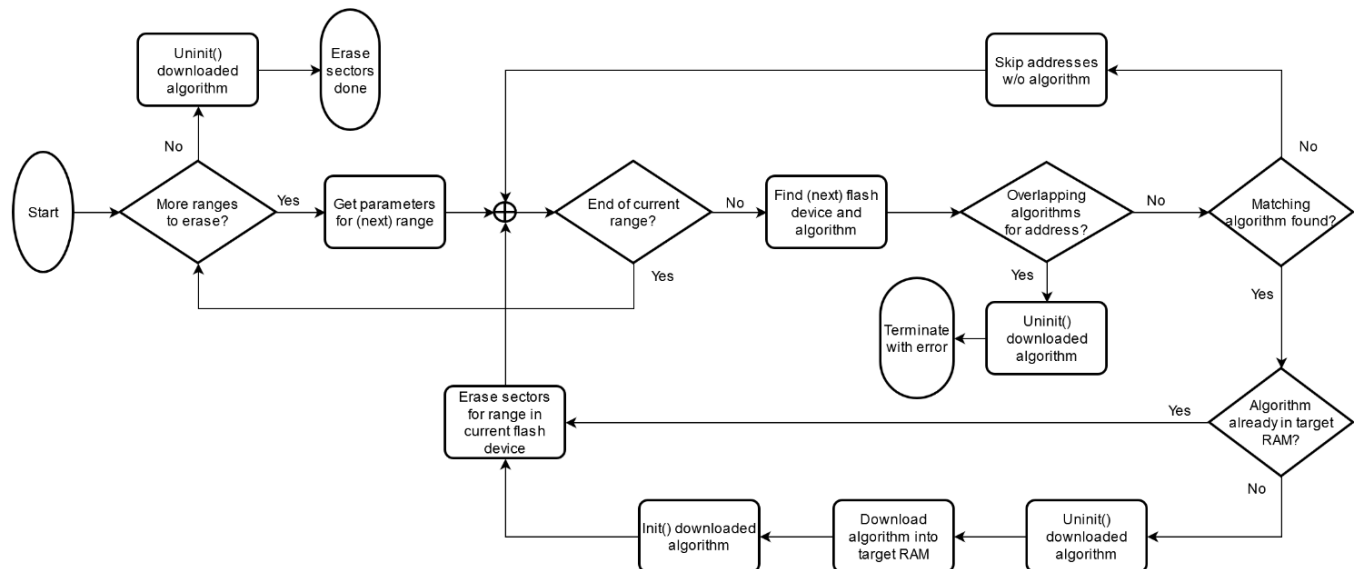 Uninit()
downloaded
algorithm
Erase
sectors
done
Skip addresses
w/o algorithm
No
No
Start
More ranges
to erase?
Yes
Get parameters
for (next) range
End of current
range?
No
Find (next) flash
device and
algorithm
Overlapping
algorithms
for address?
No
Matching
algorithm found?
Yes
Yes
Yes
Terminate
with error
Uninit()
downloaded
algorithm
Erase sectors
for range in
current flash
device
Yes
Algorithm
already in target
RAM?
No
Init() downloaded
algorithm
Download
algorithm into
target RAM
Uninit()
downloaded
algorithm